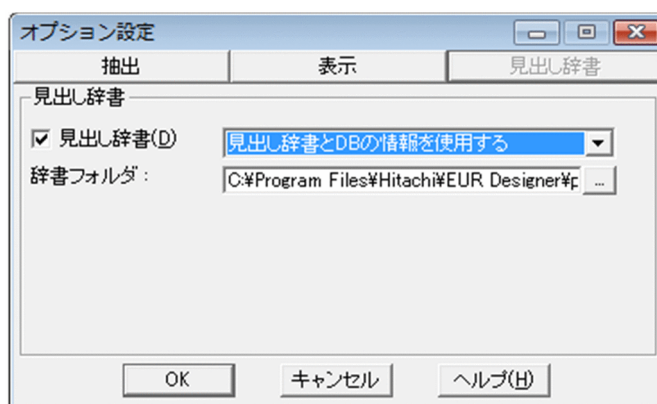 オプション設定
抽出 表示 見出し辞書
見出し辞書
見出し辞書(D) 見出し辞書とDBの情報を使用する
辞書フォルダ： C:¥Program Files¥Hitachi¥EUR Designer¥p ...
OK キャンセル ヘルプ(H)